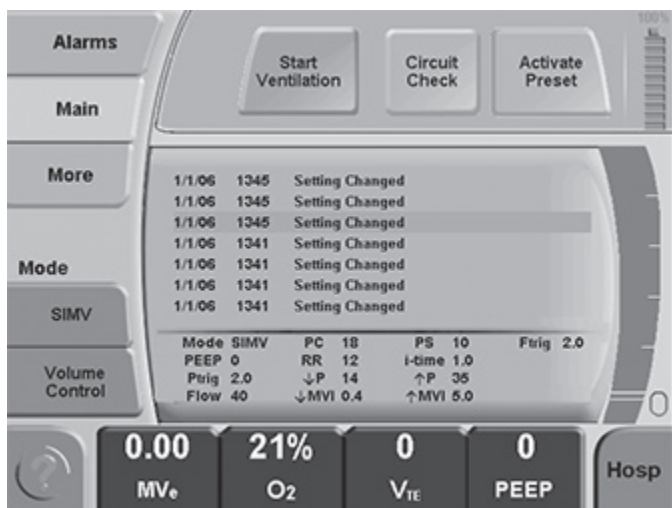 Alarms
Main
More
Mode
SIMV
Volume
Control
Start
Ventilation
Circuit
Check
Activate
Preset
100%
1/1/06 1345 Setting Changed
1/1/06 1345 Setting Changed
1/1/06 1345 Setting Changed
1/1/06 1341 Setting Changed
1/1/06 1341 Setting Changed
1/1/06 1341 Setting Changed
1/1/06 1341 Setting Changed
Mode SIMV PC 18 PS 10 Ftrig 2.0
PEEP 0 RR 12 i-time 1.0
Ptrig 2.0 ↓P 14 ↑P 35
Flow 40 ↓MVI 0.4 ↑MVI 5.0
0
?
0.00 21% 0 0
MVe O2 VTE PEEP
Hosp